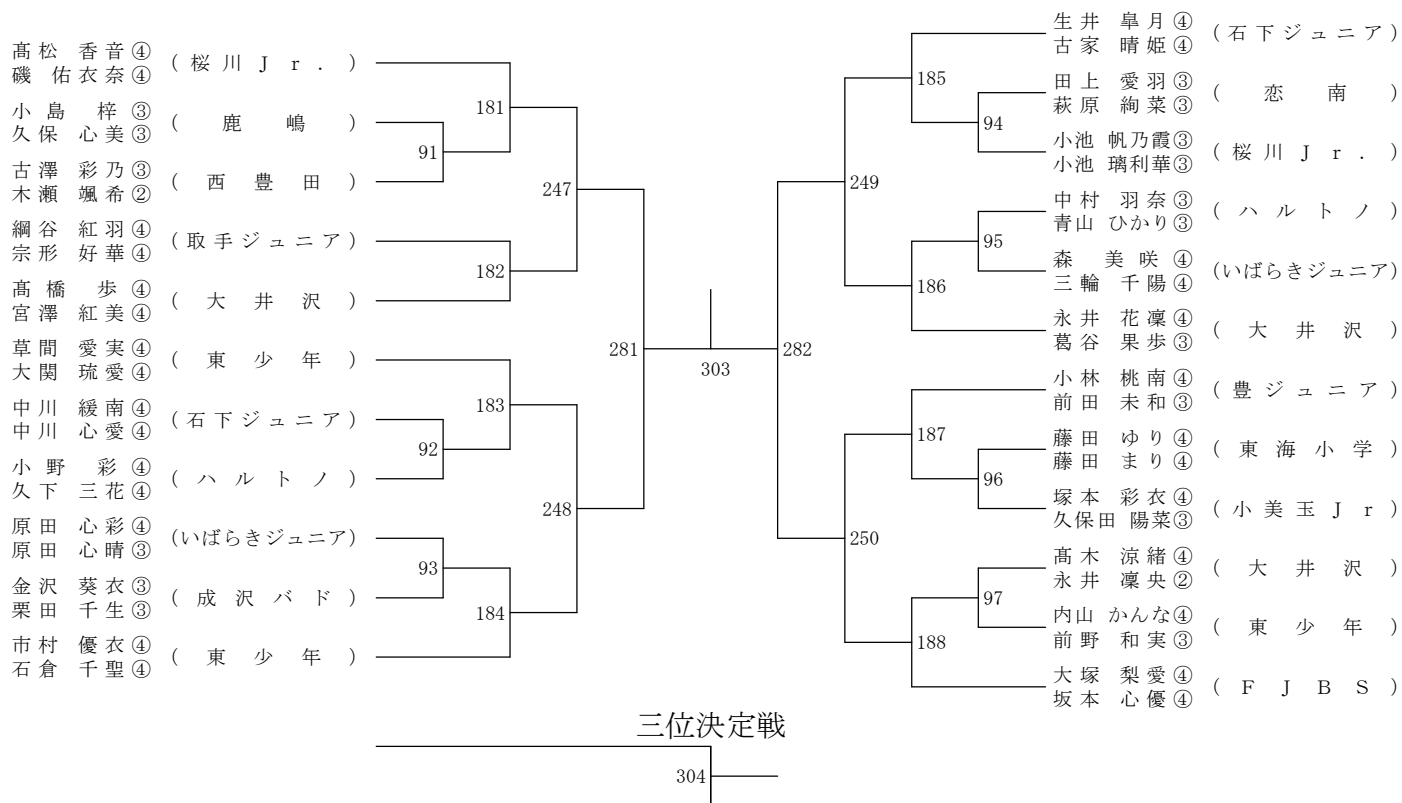 髙松 香音④
磯 佑衣奈④
(桜川Jr.)
小島 梓③
久保 心美③
(鹿嶋)
古澤 彩乃③
木瀬 颯希②
(西豊田)
綱谷 紅羽④
宗形 好華④
(取手ジュニア)
髙橋 歩④
宮澤 紅美④
(大井沢)
草間 愛実④
大関 琉愛④
(東少年)
中川 緩南④
中川 心愛④
(石下ジュニア)
小野 彩④
久下 三花④
(ハルトノ)
原田 心彩④
原田 心晴③
(いばらきジュニア)
金沢 葵衣③
栗田 千生③
(成沢バド)
市村 優衣④
石倉 千聖④
(東少年)
91
92
93
181
182
183
184
247
248
281
303
282
249
250
185
186
187
188
94
95
96
97
生井 皐月④
古家 晴姫④
(石下ジュニア)
田上 愛羽③
萩原 絢菜③
(恋南)
小池 帆乃霞③
小池 璃利華③
(桜川Jr.)
中村 羽奈③
青山 ひかり③
(ハルトノ)
森 美咲④
三輪 千陽④
(いばらきジュニア)
永井 花凜④
葛谷 果歩③
(大井沢)
小林 桃南④
前田 未和③
(豊ジュニア)
藤田 ゆり④
藤田 まり④
(東海小学)
塚本 彩衣④
久保田 陽菜③
(小美玉Jr)
髙木 涼緒④
永井 凜央②
(大井沢)
内山 かんな④
前野 和実③
(東少年)
大塚 梨愛④
坂本 心優④
(FJBS)
三位決定戦
304